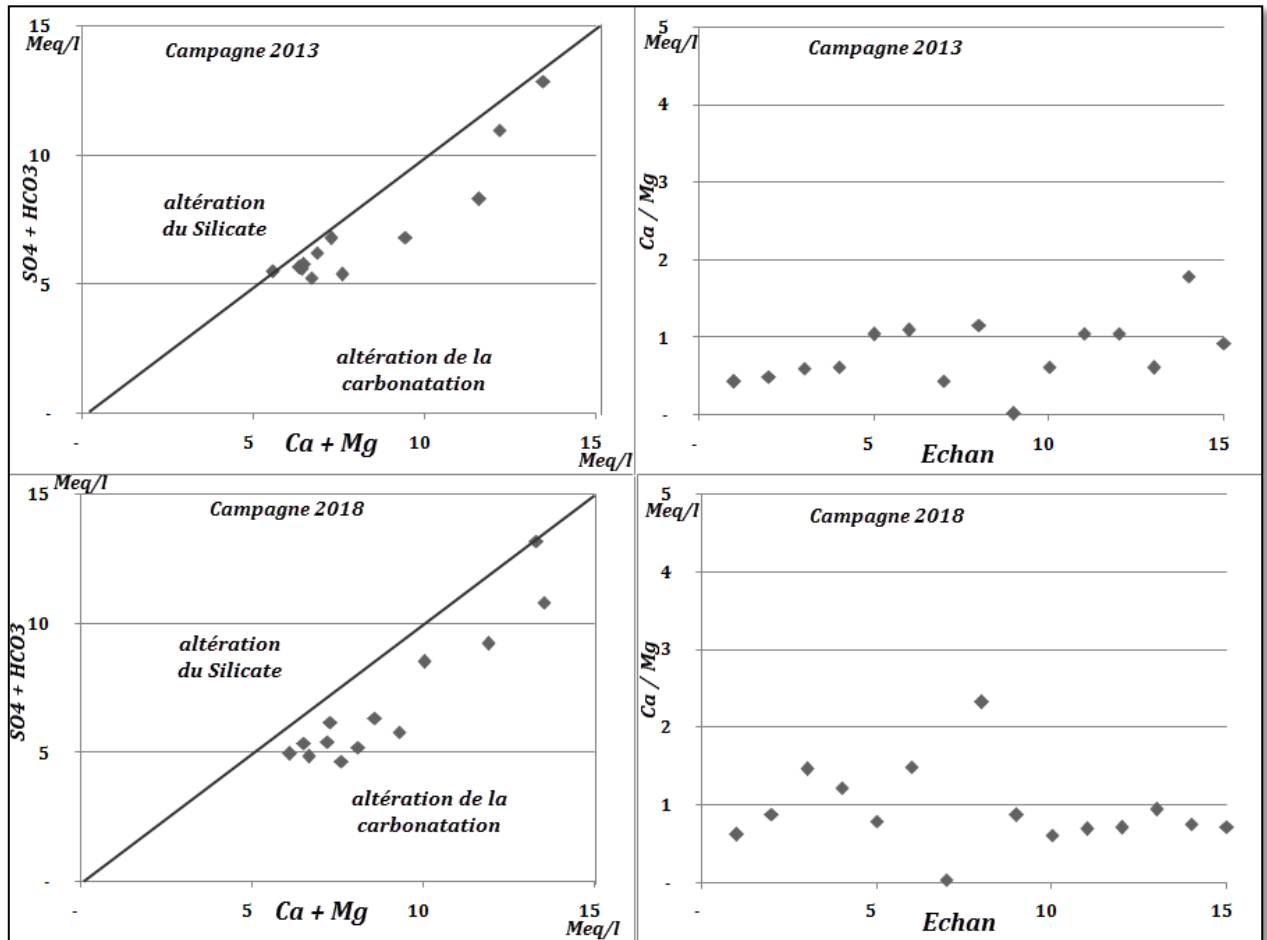 15
Meq/l
Campagne 2013
10
SO4 + HCO3
altération
du Silicate
5
altération de la
carbonatation
-
-
5
Ca + Mg
10
15
Meq/l
5
Meq/l
Campagne 2013
4
3
Ca / Mg
2
1
-
-
5
Echan
10
15
Meq/l
15
Campagne 2018
10
SO4 + HCO3
altération
du Silicate
5
altération de la
carbonatation
-
-
5
Ca + Mg
10
15
Meq/l
5
Meq/l
Campagne 2018
4
3
Ca / Mg
2
1
-
-
5
Echan
10
15